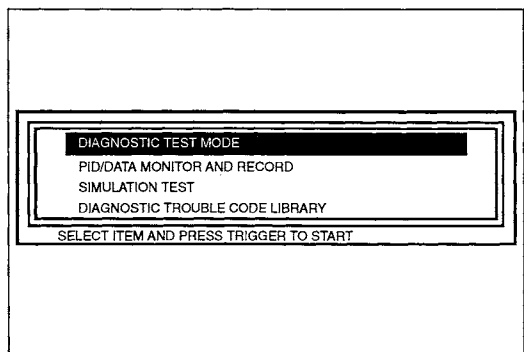 DIAGNOSTIC TEST MODE
PID/DATA MONITOR AND RECORD
SIMULATION TEST
DIAGNOSTIC TROUBLE CODE LIBRARY
SELECT ITEM AND PRESS TRIGGER TO START